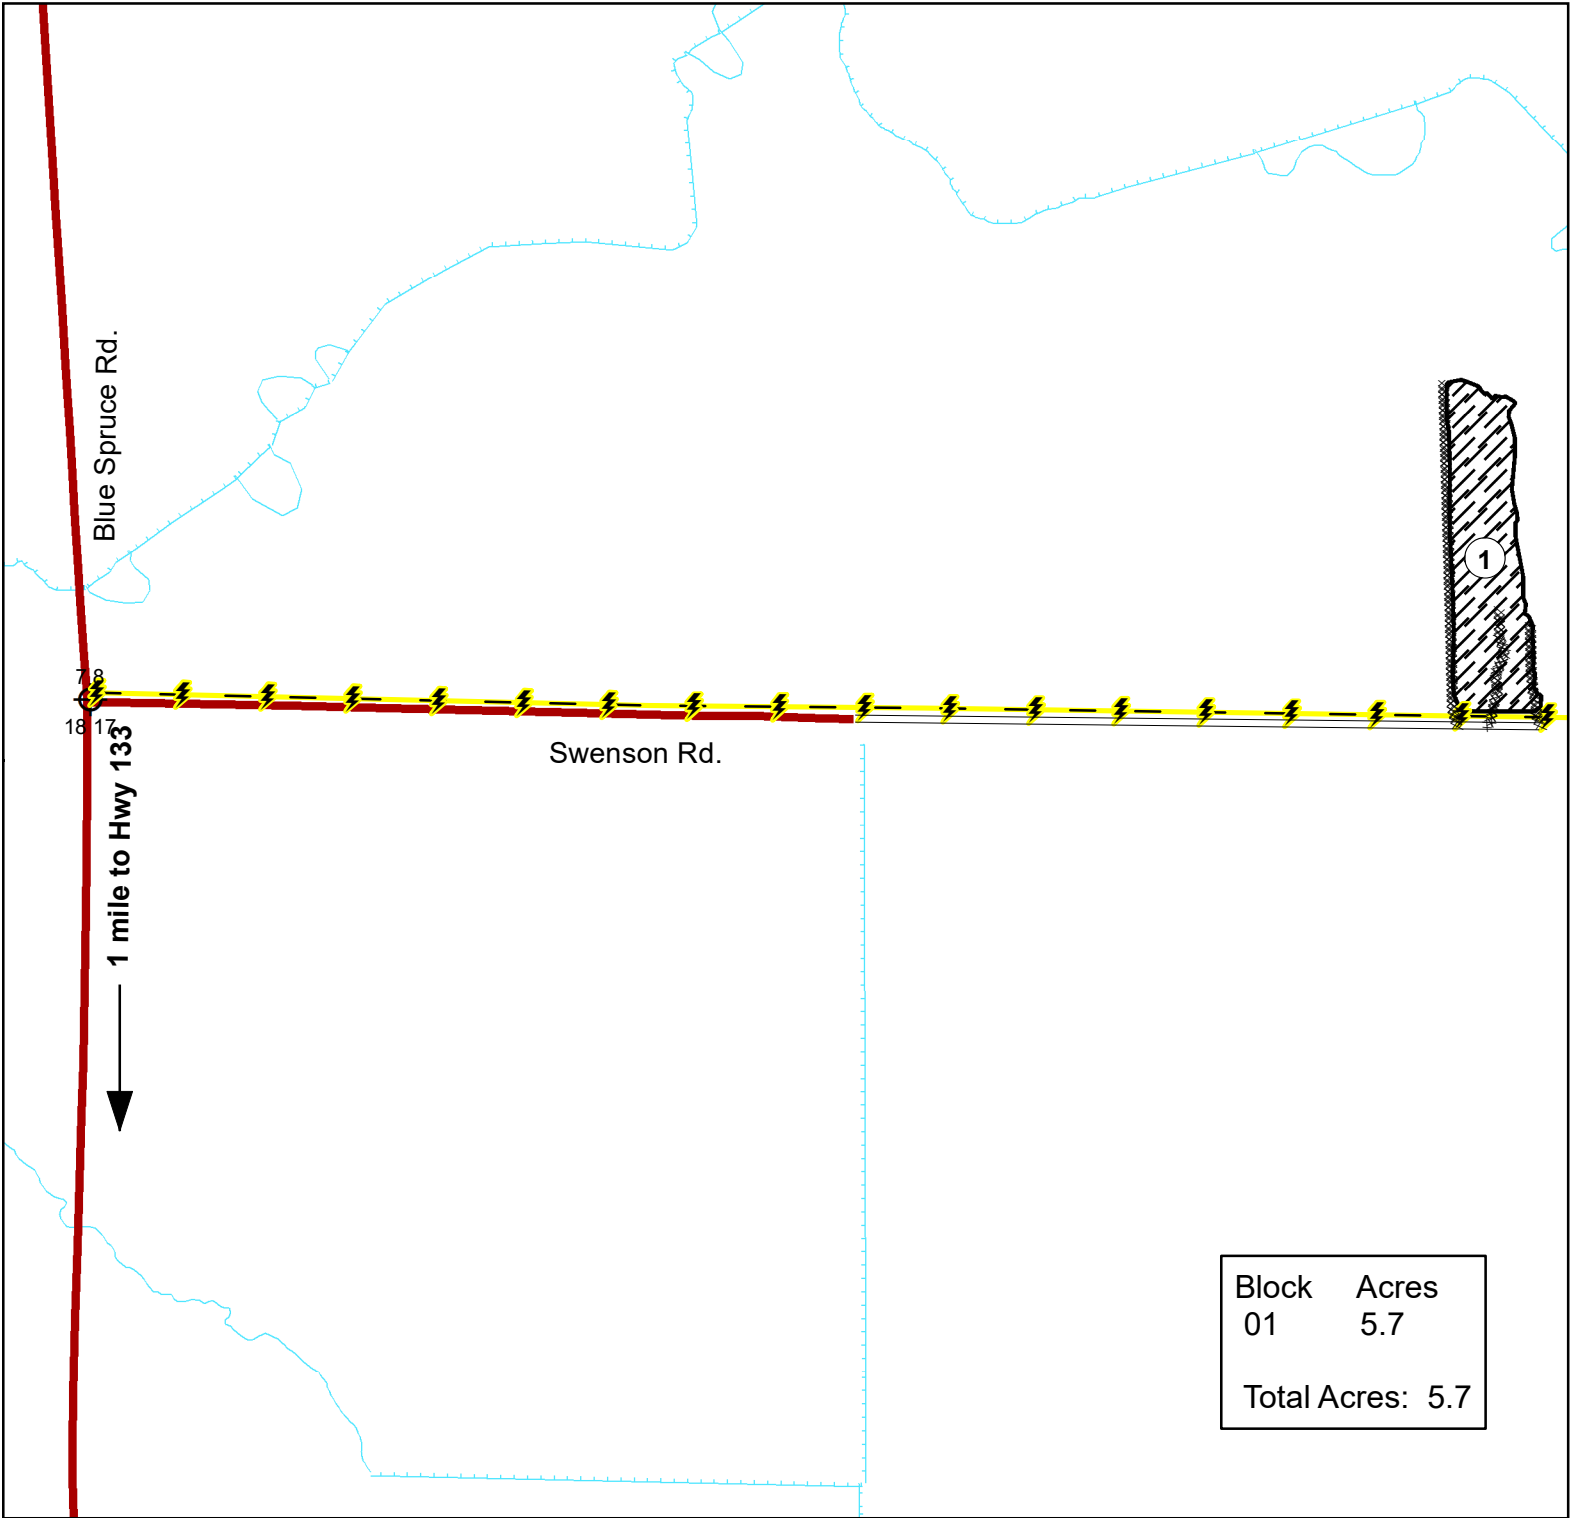 Blue Spruce Rd.
1
7 8
18 17
Swenson Rd.
1 mile to Hwy 133
Block Acres
01 5.7
Total Acres: 5.7